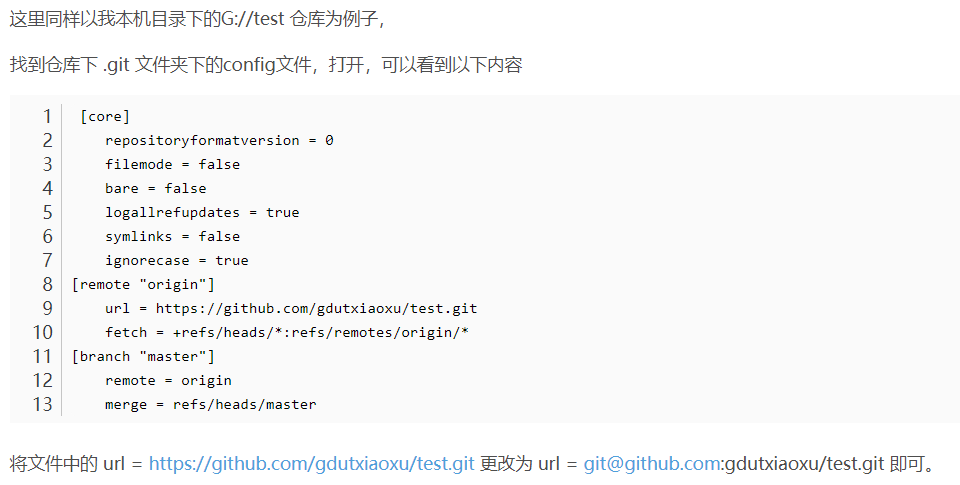 这里同样以我本机目录下的G://test 仓库为例子，
找到仓库下 .git 文件夹下的config文件，打开，可以看到以下内容
1 [core]
2 repositoryformatversion = 0
3 filemode = false
4 bare = false
5 logallrefupdates = true
6 symlinks = false
7 ignorecase = true
8 [remote "origin"]
9 url = https://github.com/gdutxiaoxu/test.git
10 fetch = +refs/heads/*:refs/remotes/origin/*
11 [branch "master"]
12 remote = origin
13 merge = refs/heads/master
将文件中的 url = https://github.com/gdutxiaoxu/test.git 更改为 url = git@github.com:gdutxiaoxu/test.git 即可。